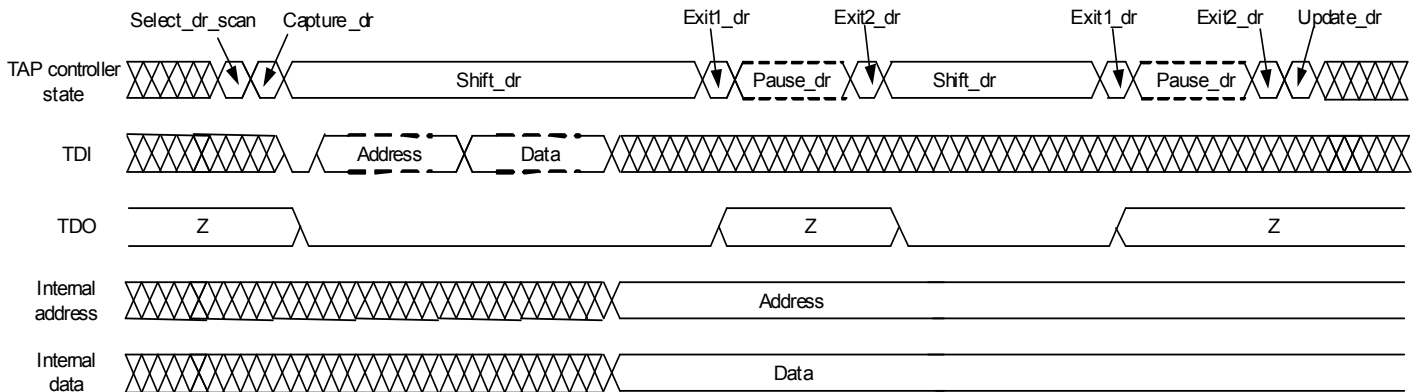 Select_dr_scan Capture_dr Exit1_dr Exit2_dr Exit1_dr Exit2_dr Update_dr
TAP controller
state
Shift_dr Pause_dr Shift_dr Pause_dr
TDI Address Data
TDO Z Z Z
Internal
address
Address
Internal
data
Data